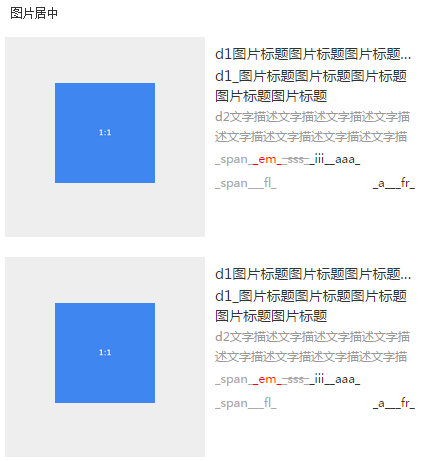 图片居中
1:1
d1图片标题图片标题图片标题...
d1_图片标题图片标题图片标题
图片标题图片标题
d2文字描述文字描述文字描述文字描
述文字描述文字描述文字描述文字描
_span__em_ _sss_ _iii__aaa_
_span___fl_ _a___fr_
1:1
d1图片标题图片标题图片标题...
d1_图片标题图片标题图片标题
图片标题图片标题
d2文字描述文字描述文字描述文字描
述文字描述文字描述文字描述文字描
_span__em_ _sss_ _iii__aaa_
_span___fl_ _a___fr_